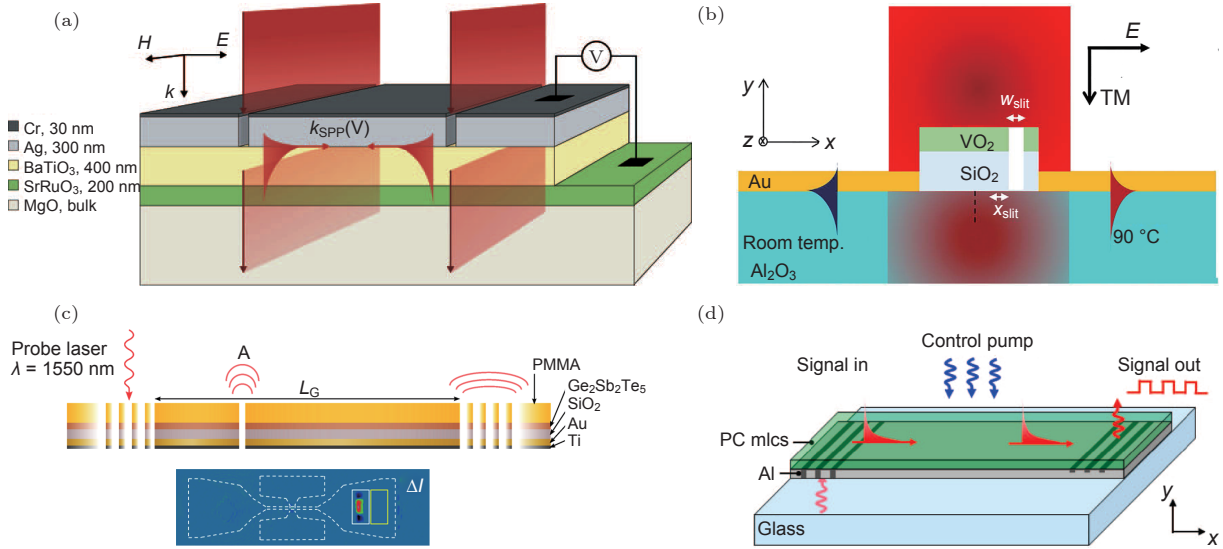 (a)
H
E
k
V
kSPP(V)
Cr, 30 nm
Ag, 300 nm
BaTiO3, 400 nm
SrRuO3, 200 nm
MgO, bulk
(b)
E
TM
y
z
x
wslit
VO2
SiO2
Au
xslit
Room temp.
90 °C
Al2O3
(c)
Probe laser
λ = 1550 nm
A
PMMA
LG
Ge2Sb2Te5
SiO2
Au
Ti
ΔI
(d)
Control pump
Signal in
Signal out
PC mlcs
Al
Glass
y
x